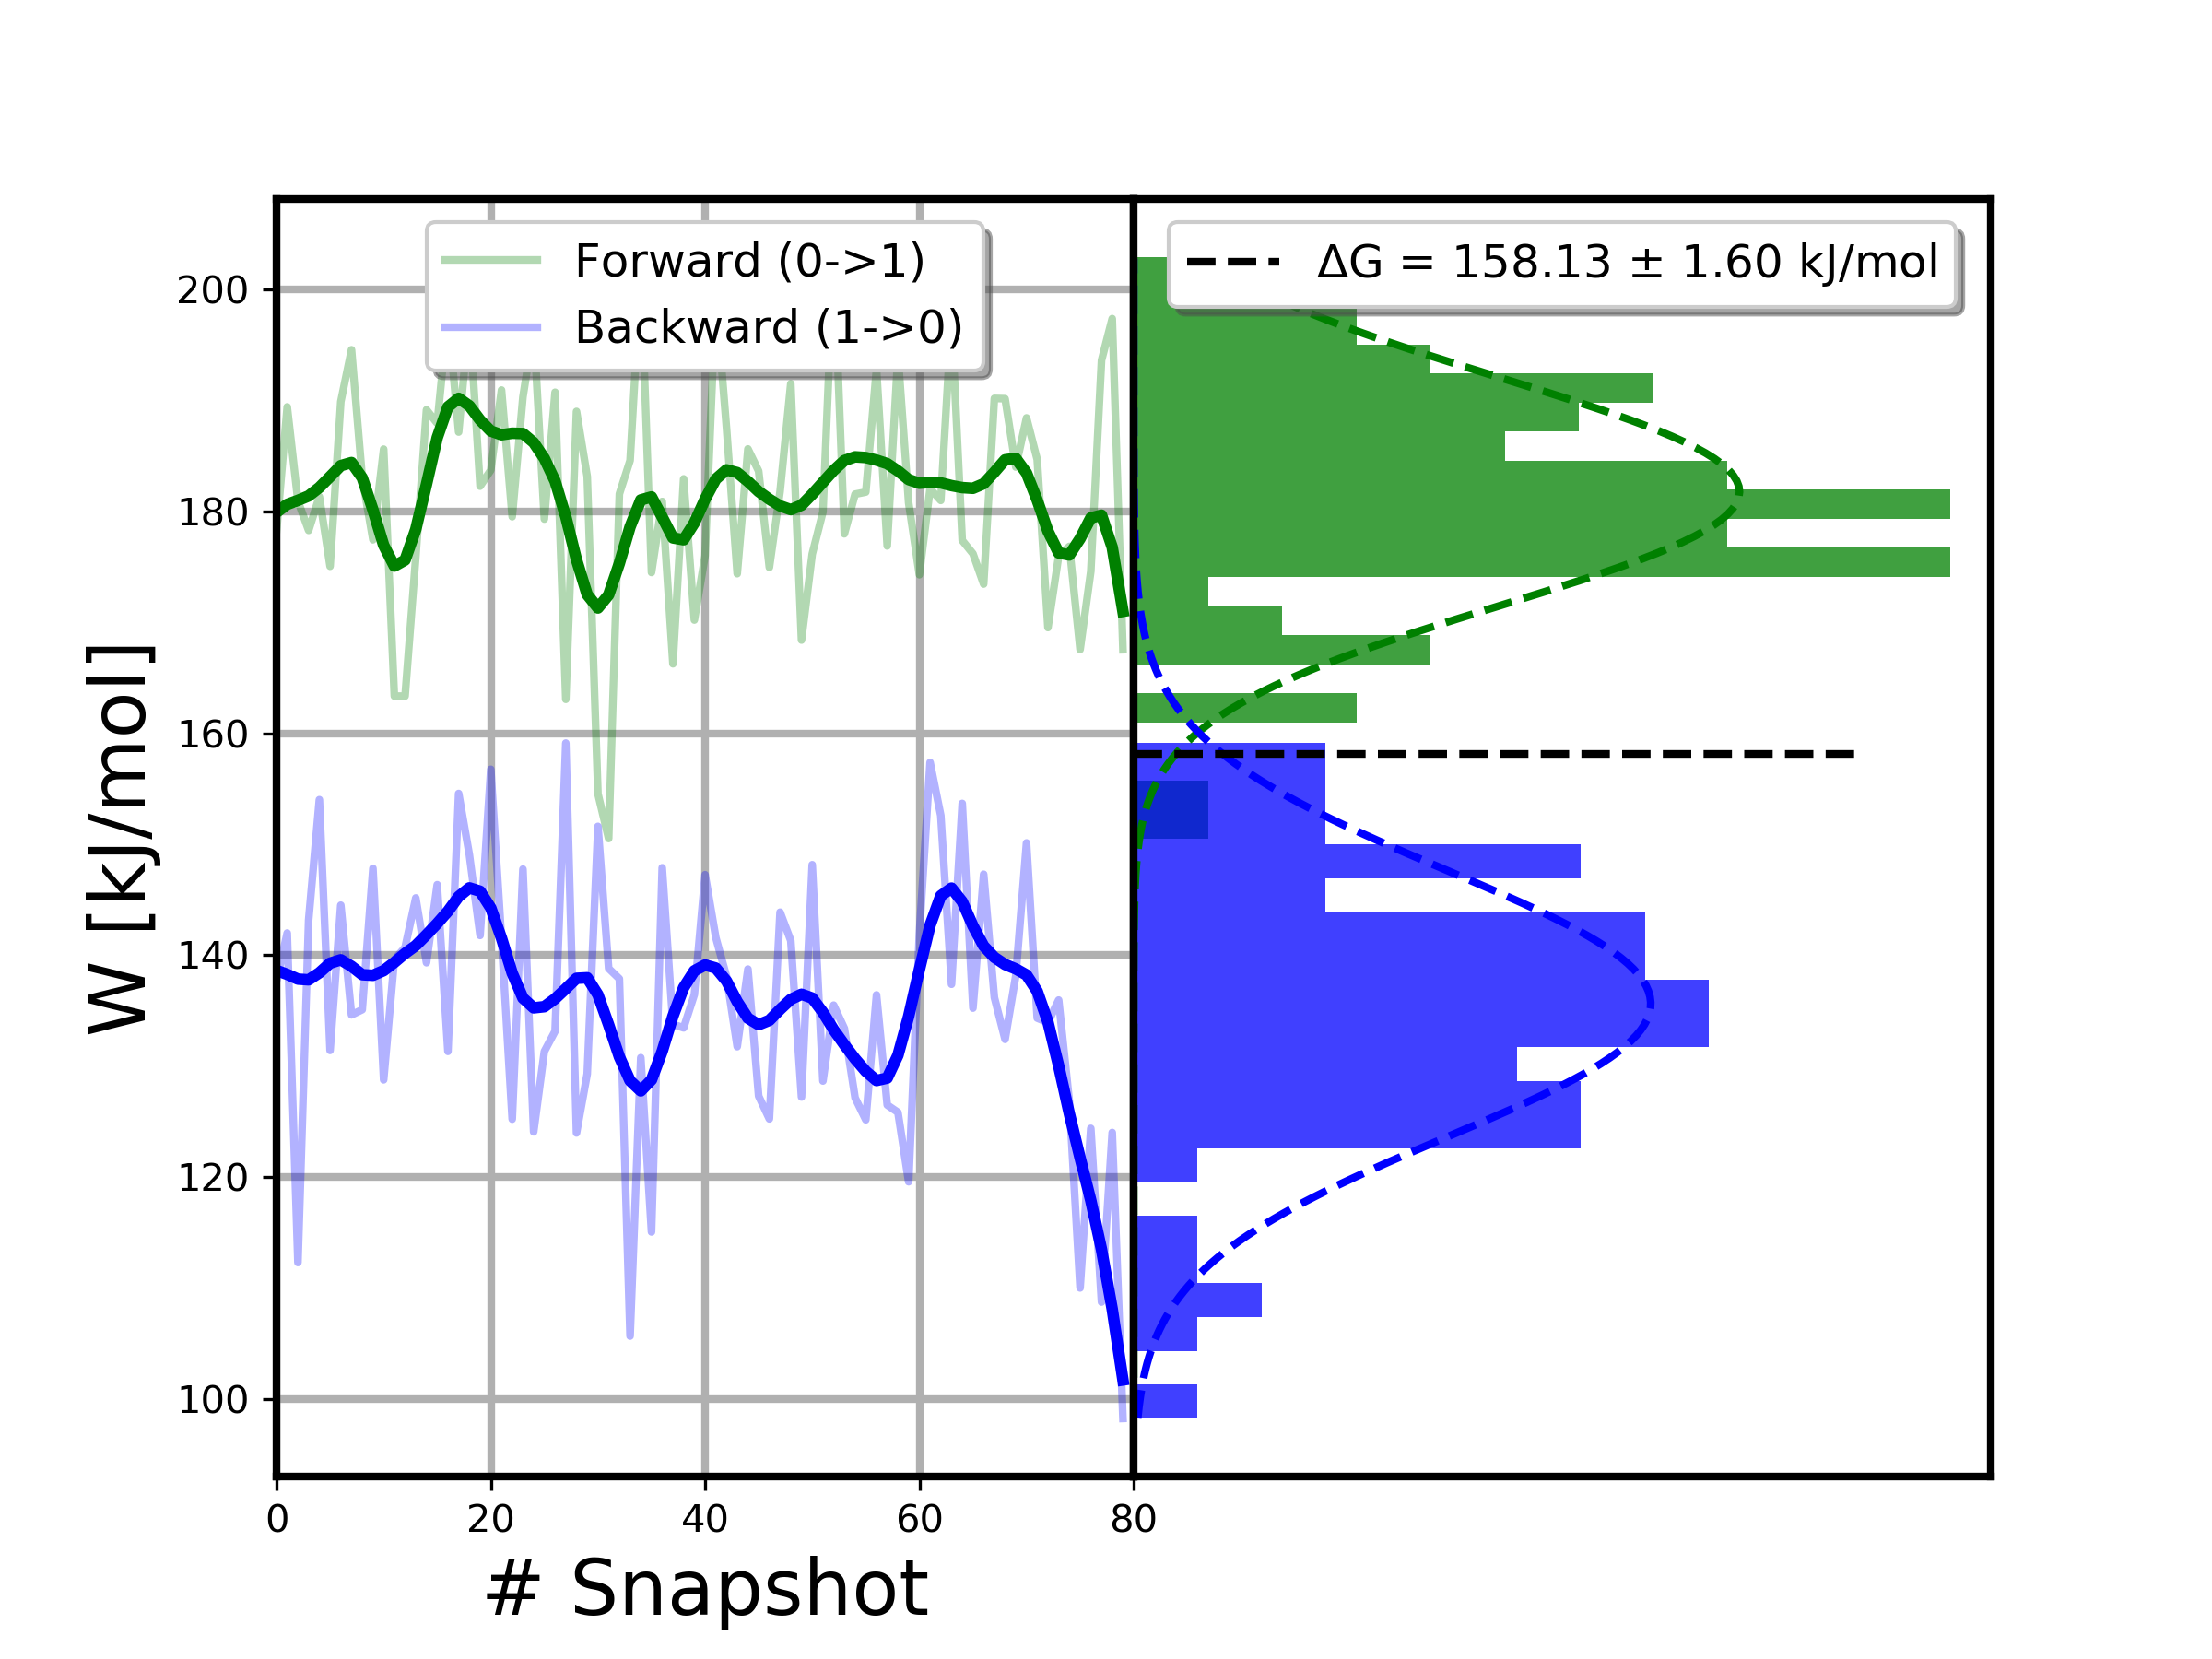 Forward (0->1)
Backward (1->0)
ΔG = 158.13 ± 1.60 kJ/mol
200
180
160
140
120
100
W [kJ/mol]
0 20 40 60 80
# Snapshot